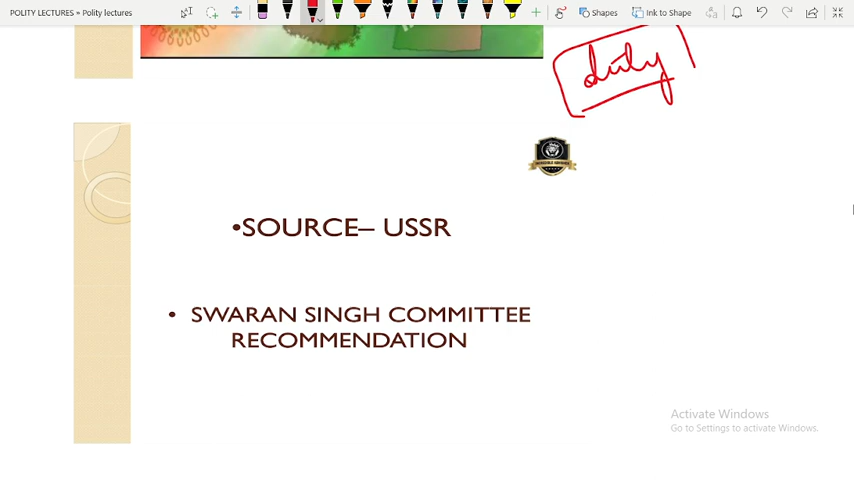 POLITY LECTURES » Polity lectures
Shapes
Ink to Shape
duty
•SOURCE– USSR
• SWARAN SINGH COMMITTEE
RECOMMENDATION
Activate Windows
Go to Settings to activate Windows.